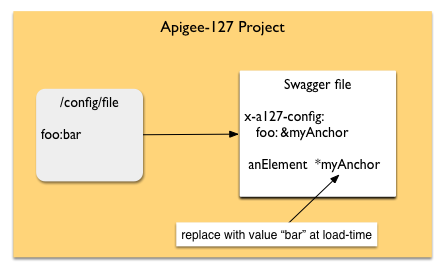 Apigee-127 Project
/config/file
foo:bar
Swagger file
x-a127-config:
foo: &myAnchor
anElement *myAnchor
replace with value “bar” at load-time